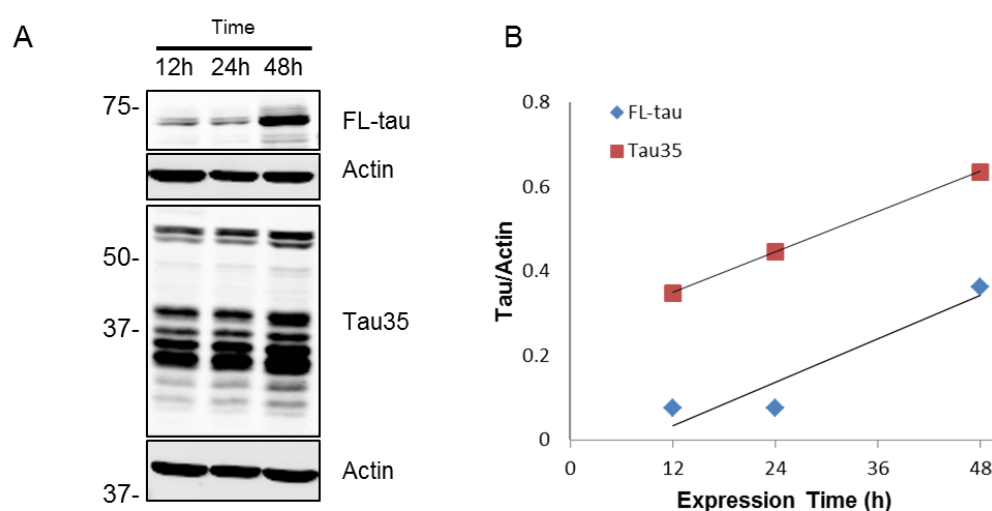 A
Time
12h 24h 48h
75-
FL-tau
Actin
50-
37-
Tau35
Actin
37-
B
FL-tau
Tau35
Tau/Actin
0.8
0.6
0.4
0.2
0
0 12 24 36 48
Expression Time (h)